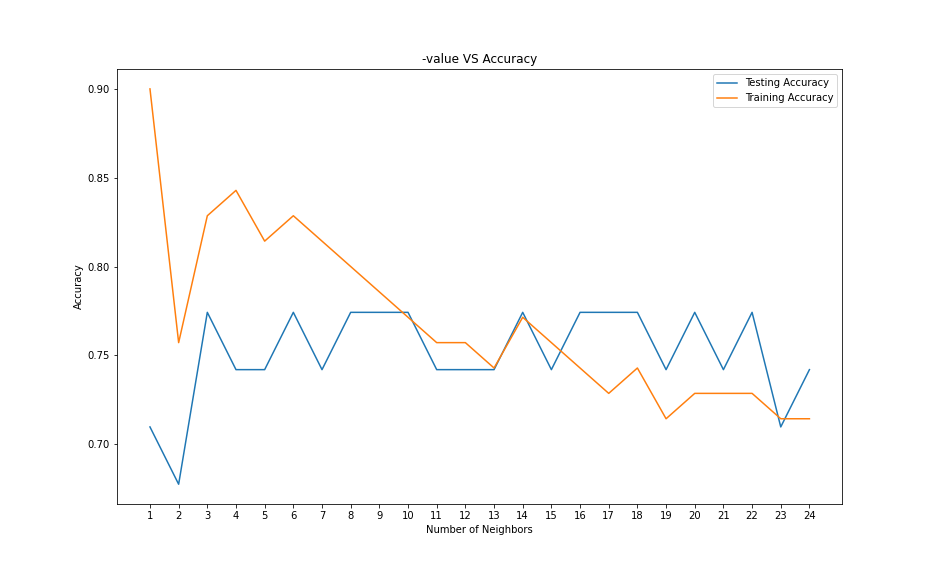 -value VS Accuracy
Testing Accuracy
Training Accuracy
0.90
0.85
0.80
0.75
0.70
Accuracy
1 2 3 4 5 6 7 8 9 10 11 12 13 14 15 16 17 18 19 20 21 22 23 24
Number of Neighbors